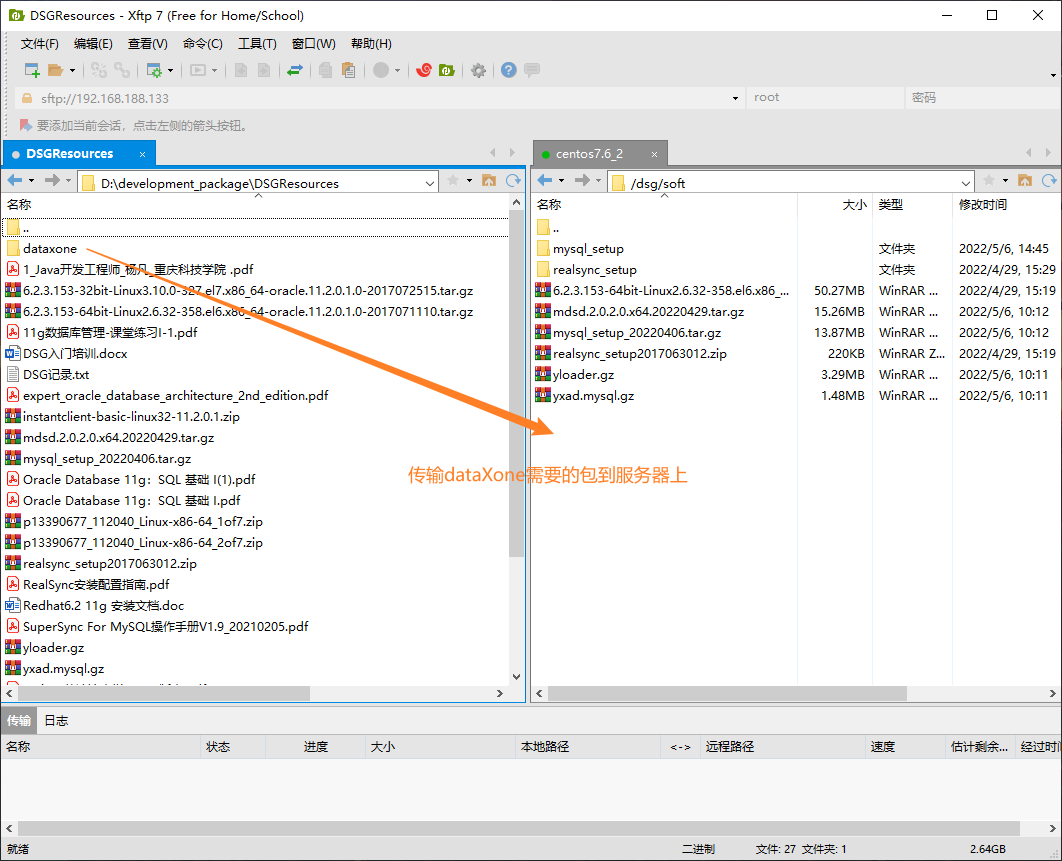 DSGResources - Xftp 7 (Free for Home/School)
文件(F) 编辑(E) 查看(V) 命令(C) 工具(T) 窗口(W) 帮助(H)
sftp://192.168.188.133 root 密码
要添加当前会话，点击左侧的箭头按钮。
DSGResources × centos7.6_2 ×
D:\development_package\DSGResources /dsg/soft
名称
..
dataxone
1_Java开发工程师_杨凡_重庆科技学院 .pdf
6.2.3.153-32bit-Linux3.10.0-327.el7.x86_64-oracle.11.2.0.1.0-2017072515.tar.gz
6.2.3.153-64bit-Linux2.6.32-358.el6.x86_64-oracle.11.2.0.1.0-2017071110.tar.gz
11g数据库管理-课堂练习I-1.pdf
DSG入门培训.docx
DSG记录.txt
expert_oracle_database_architecture_2nd_edition.pdf
instantclient-basic-linux32-11.2.0.1.zip
mdsd.2.0.2.0.x64.20220429.tar.gz
mysql_setup_20220406.tar.gz
Oracle Database 11g：SQL 基础 I(1).pdf
Oracle Database 11g：SQL 基础 I.pdf
p13390677_112040_Linux-x86-64_1of7.zip
p13390677_112040_Linux-x86-64_2of7.zip
realsync_setup2017063012.zip
RealSync安装配置指南.pdf
Redhat6.2 11g 安装文档.doc
SuperSync For MySQL操作手册V1.9_20210205.pdf
yloader.gz
yxad.mysql.gz
名称 大小 类型 修改时间
..
mysql_setup 文件夹 2022/5/6, 14:45
realsync_setup 文件夹 2022/4/29, 15:29
6.2.3.153-64bit-Linux2.6.32-358.el6.x86_... 50.27MB WinRAR ... 2022/4/29, 15:19
mdsd.2.0.2.0.x64.20220429.tar.gz 15.26MB WinRAR ... 2022/5/6, 10:12
mysql_setup_20220406.tar.gz 13.87MB WinRAR ... 2022/5/6, 10:12
realsync_setup2017063012.zip 220KB WinRAR Z... 2022/4/29, 15:19
yloader.gz 3.29MB WinRAR ... 2022/5/6, 10:11
yxad.mysql.gz 1.48MB WinRAR ... 2022/5/6, 10:11
传输dataXone需要的包到服务器上
传输 日志
名称 状态 进度 大小 本地路径 <-> 远程路径 速度 估计剩余... 经过时间
就绪 二进制 文件: 27 文件夹: 1 2.64GB